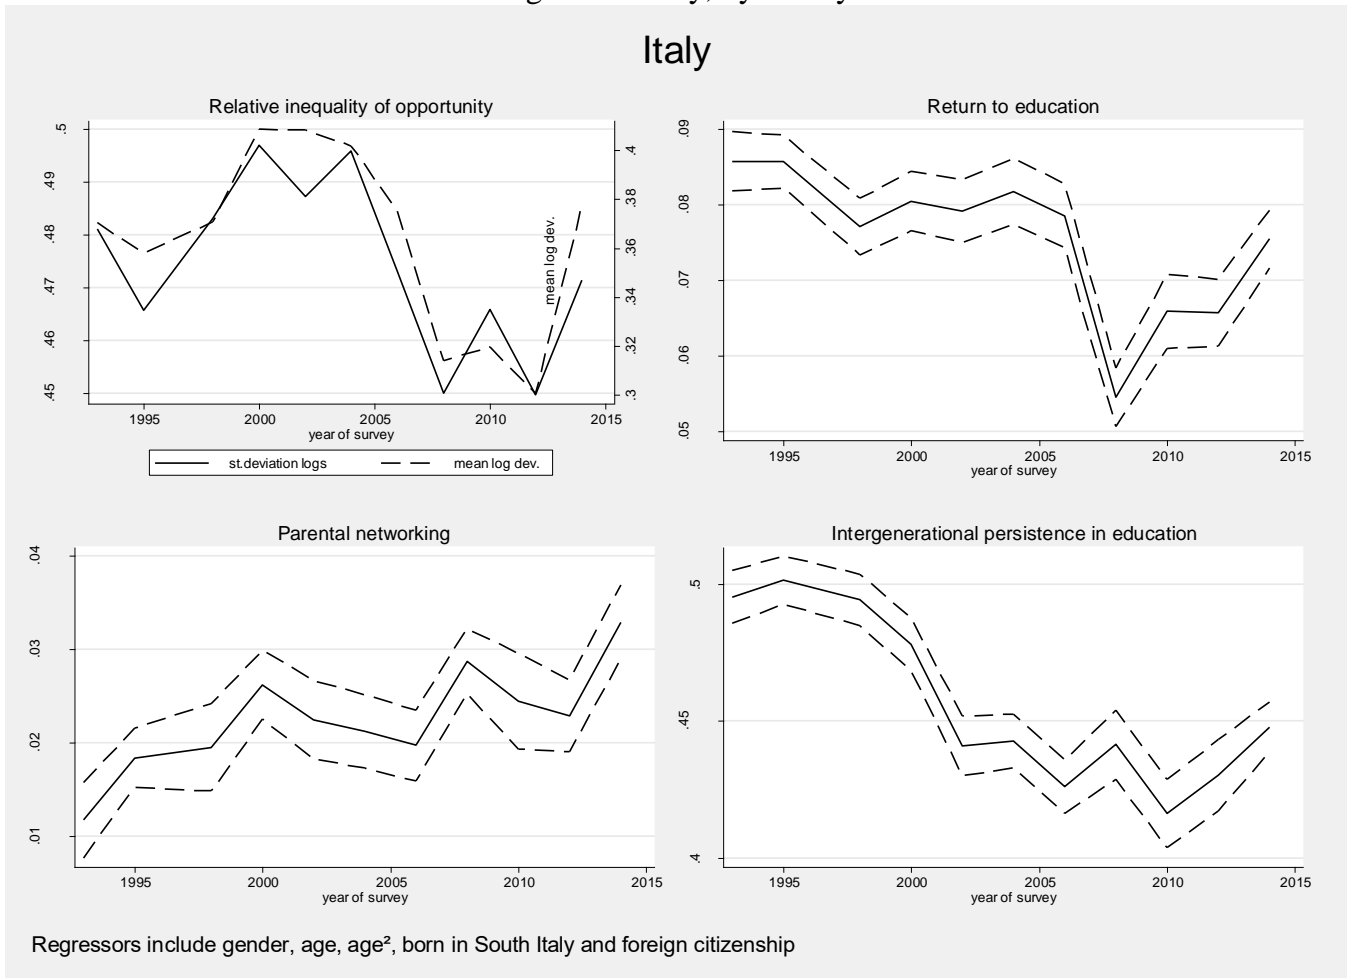 Italy
Relative inequality of opportunity
.5
.49
.48
.47
.46
.45
.4
.38
.36
.34
.32
.3
mean log dev.
1995 2000 2005 2010 2015
year of survey
st.deviation logs mean log dev.
Return to education
.09
.08
.07
.06
.05
1995 2000 2005 2010 2015
year of survey
Parental networking
.04
.03
.02
.01
1995 2000 2005 2010 2015
year of survey
Intergenerational persistence in education
.5
.45
.4
1995 2000 2005 2010 2015
year of survey
Regressors include gender, age, age², born in South Italy and foreign citizenship